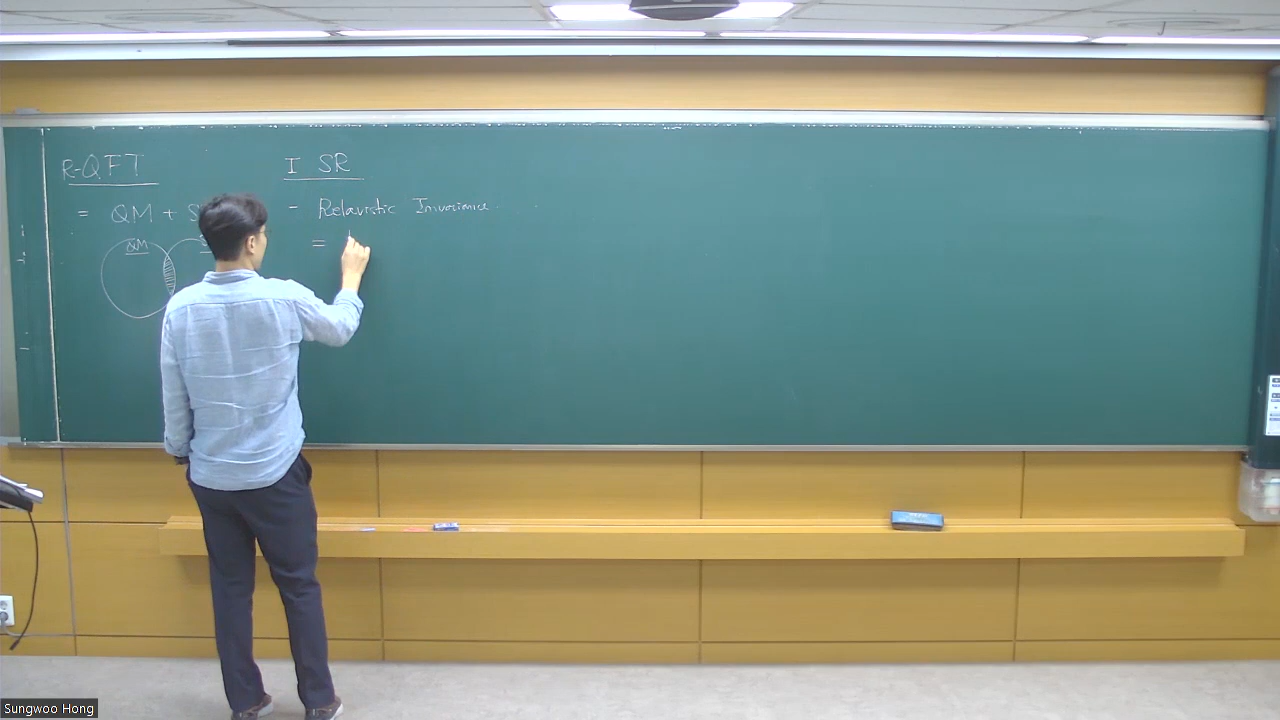 R-QFT
= QM + S
QM
I SR
- Relavistic Invariance
=
Sungwoo Hong